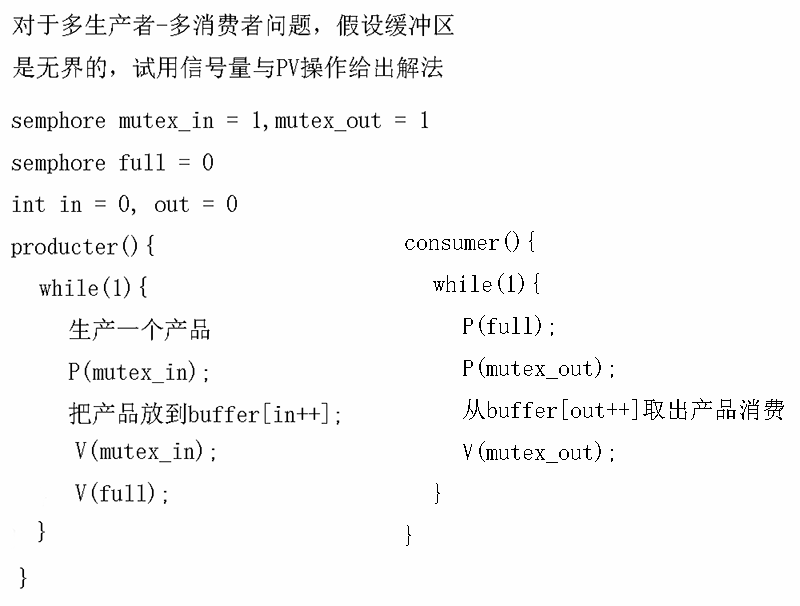 对于多生产者-多消费者问题，假设缓冲区
是无界的，试用信号量与PV操作给出解法
semphore mutex_in = 1,mutex_out = 1
semphore full = 0
int in = 0, out = 0
producter(){
while(1){
生产一个产品
P(mutex_in);
把产品放到buffer[in++];
V(mutex_in);
V(full);
}
}
consumer(){
while(1){
P(full);
P(mutex_out);
从buffer[out++]取出产品消费
V(mutex_out);
}
}